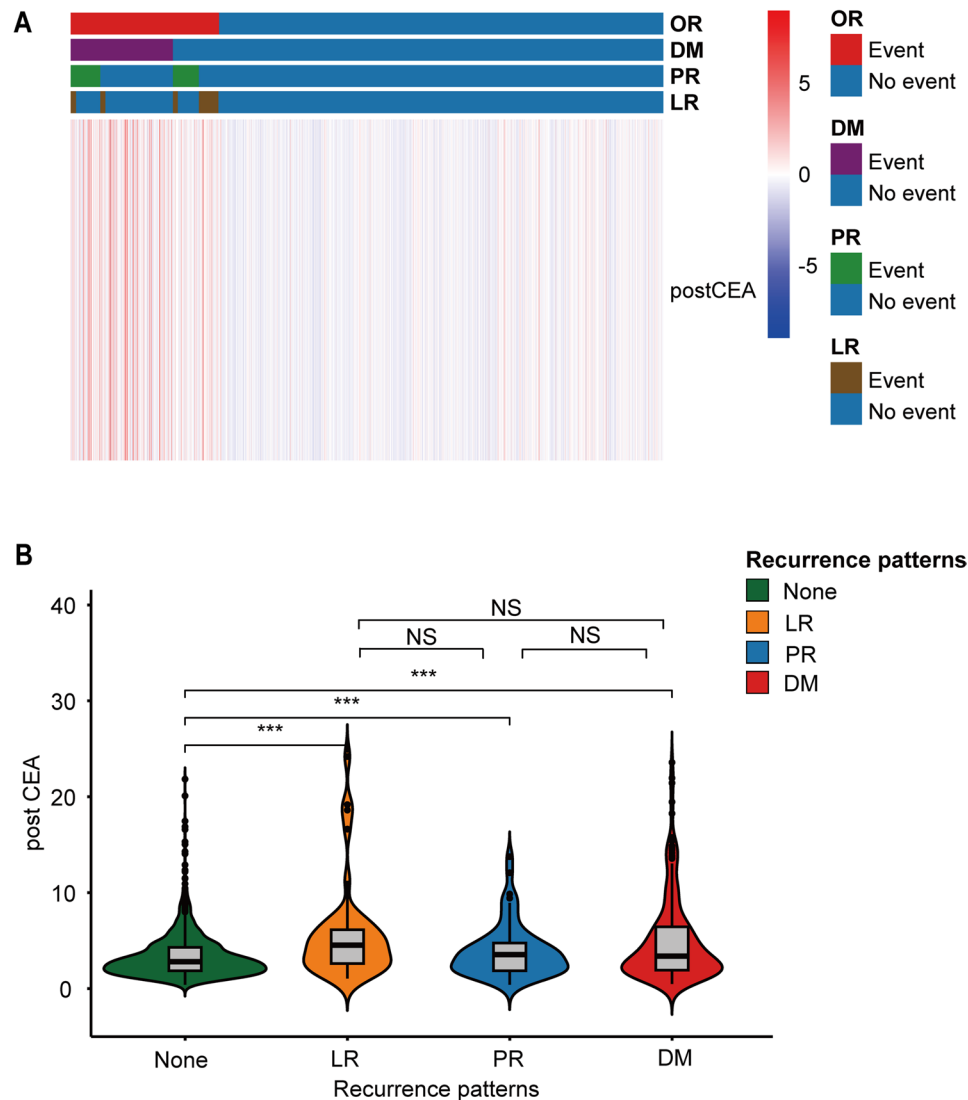 A
OR
DM
PR
LR
postCEA
5
0
-5
OR
Event
No event
DM
Event
No event
PR
Event
No event
LR
Event
No event
B
Recurrence patterns
None
LR
PR
DM
40
30
20
10
0
post CEA
NS
NS
NS
***
***
***
None
LR
PR
DM
Recurrence patterns